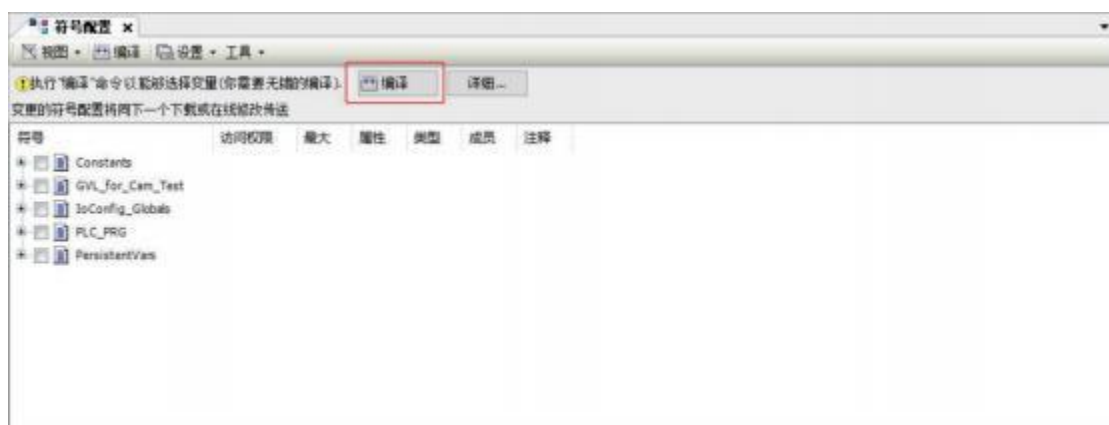 符号配置 ×
视图 编译 设置 工具
执行"编译"命令以能够选择变量(你需要无错的编译). 编译 详细...
变更的符号配置将同下一个下载或在线修改传送
符号 访问权限 最大 属性 类型 成员 注释
Constants
GVL_for_Cam_Test
IoConfig_Globals
PLC_PRG
PersistentVars